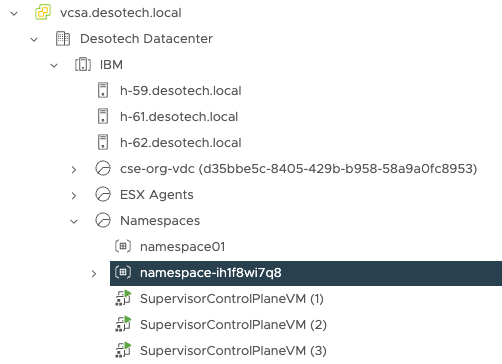 vcsa.desotech.local
Desotech Datacenter
IBM
h-59.desotech.local
h-61.desotech.local
h-62.desotech.local
cse-org-vdc (d35bbe5c-8405-429b-b958-58a9a0fc8953)
ESX Agents
Namespaces
namespace01
namespace-ih1f8wi7q8
SupervisorControlPlaneVM (1)
SupervisorControlPlaneVM (2)
SupervisorControlPlaneVM (3)